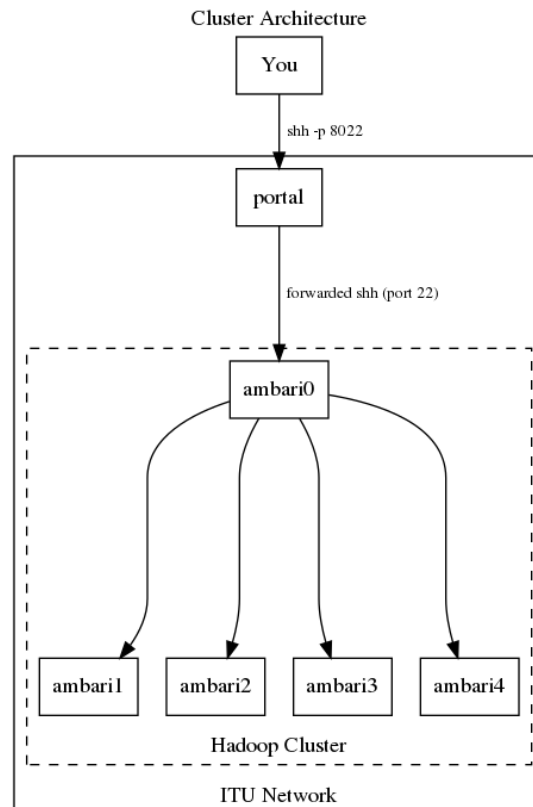 Cluster Architecture
You
shh -p 8022
portal
forwarded shh (port 22)
ambari0
ambari1 ambari2 ambari3 ambari4
Hadoop Cluster
ITU Network